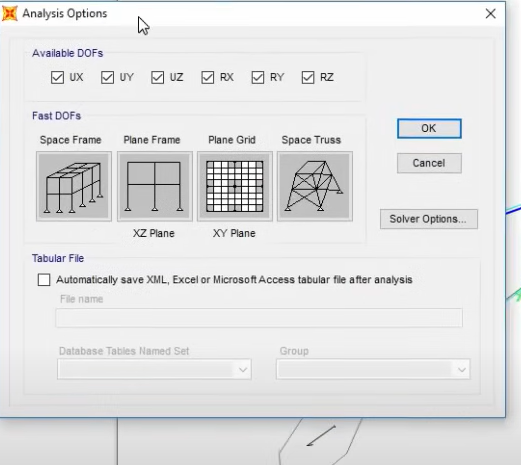 Analysis Options
Available DOFs
UX UY UZ RX RY RZ
Fast DOFs
Space Frame Plane Frame Plane Grid Space Truss
XZ Plane XY Plane
OK
Cancel
Solver Options...
Tabular File
Automatically save XML, Excel or Microsoft Access tabular file after analysis
File name
Database Tables Named Set Group